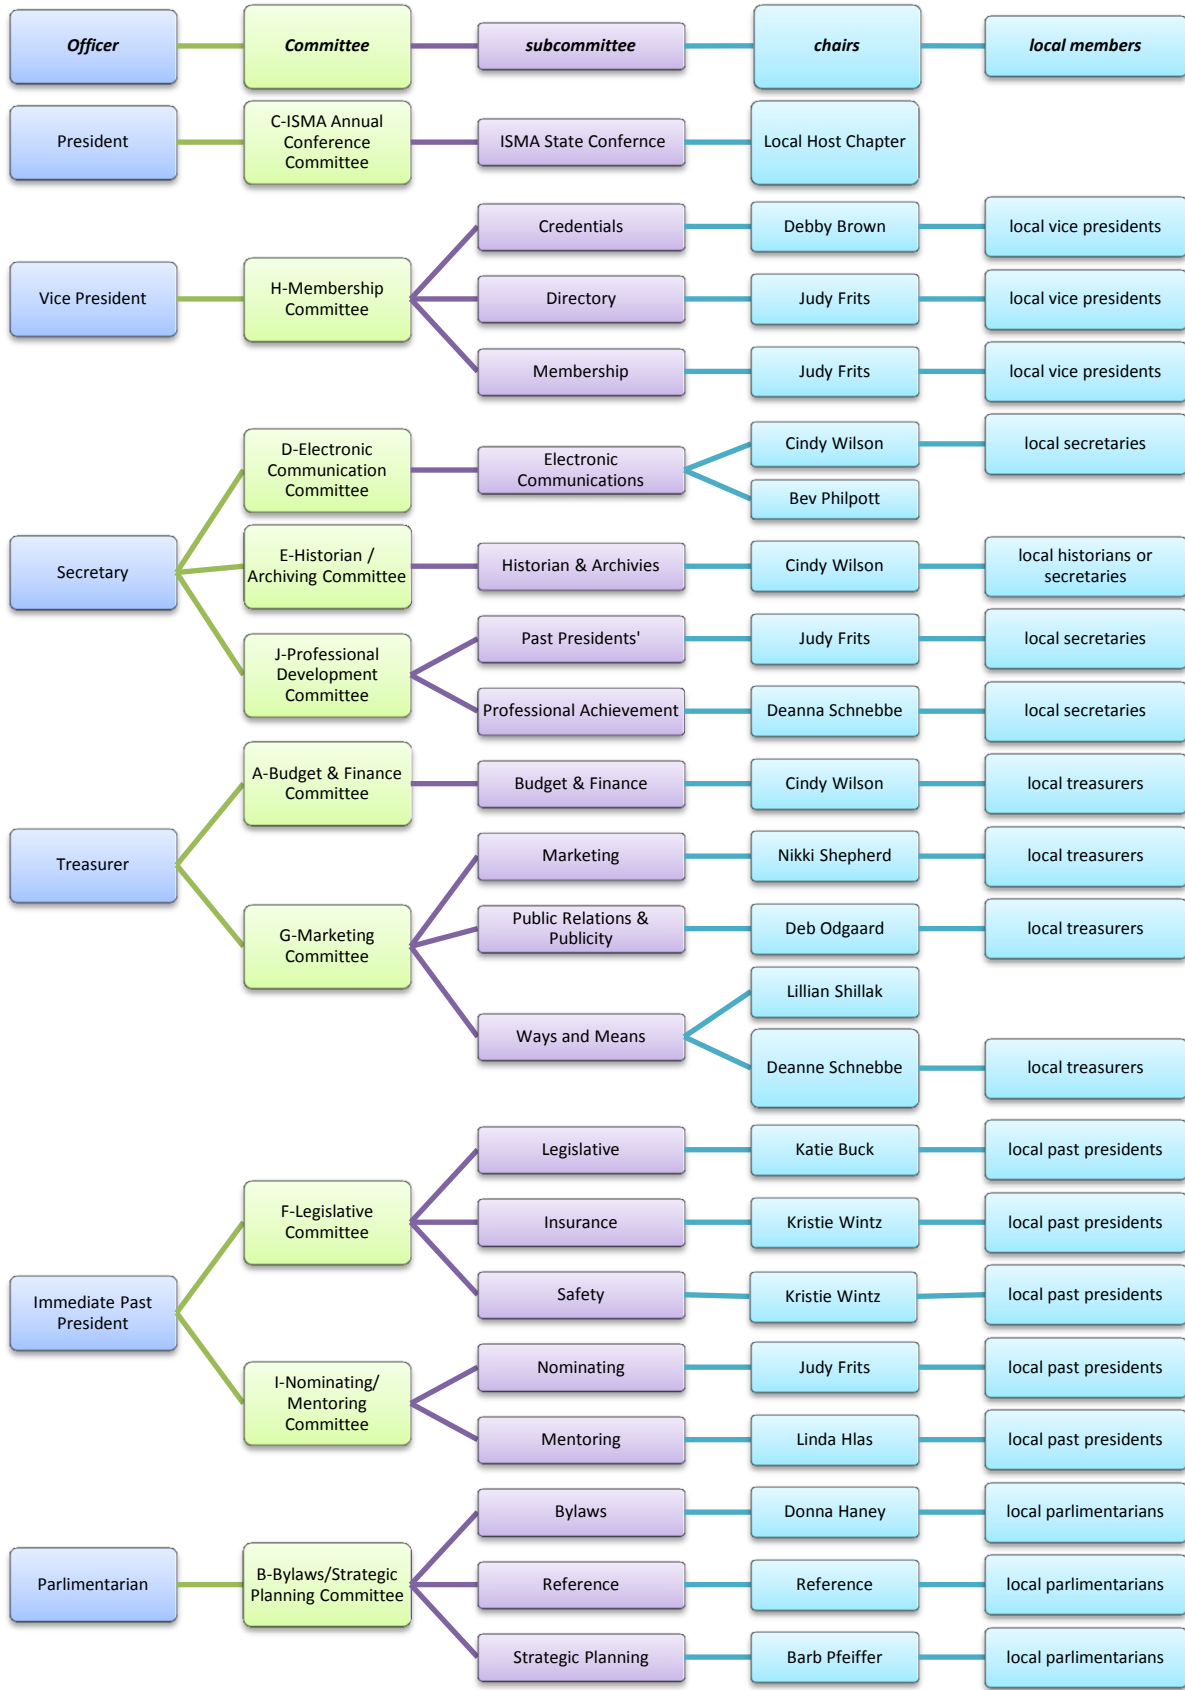 Officer
Committee
subcommittee
chairs
local members
President
C-ISMA Annual
Conference
Committee
ISMA State Confernce
Local Host Chapter
Vice President
H-Membership
Committee
Credentials
Debby Brown
local vice presidents
Directory
Judy Frits
local vice presidents
Membership
Judy Frits
local vice presidents
Secretary
D-Electronic
Communication
Committee
Electronic
Communications
Cindy Wilson
local secretaries
Bev Philpott
E-Historian /
Archiving Committee
Historian & Archivies
Cindy Wilson
local historians or
secretaries
J-Professional
Development
Committee
Past Presidents'
Judy Frits
local secretaries
Professional Achievement
Deanna Schnebbe
local secretaries
Treasurer
A-Budget & Finance
Committee
Budget & Finance
Cindy Wilson
local treasurers
G-Marketing
Committee
Marketing
Nikki Shepherd
local treasurers
Public Relations &
Publicity
Deb Odgaard
local treasurers
Ways and Means
Lillian Shillak
Deanne Schnebbe
local treasurers
Immediate Past
President
F-Legislative
Committee
Legislative
Katie Buck
local past presidents
Insurance
Kristie Wintz
local past presidents
Safety
Kristie Wintz
local past presidents
I-Nominating/
Mentoring
Committee
Nominating
Judy Frits
local past presidents
Mentoring
Linda Hlas
local past presidents
Parlimentarian
B-Bylaws/Strategic
Planning Committee
Bylaws
Donna Haney
local parlimentarians
Reference
Reference
local parlimentarians
Strategic Planning
Barb Pfeiffer
local parlimentarians